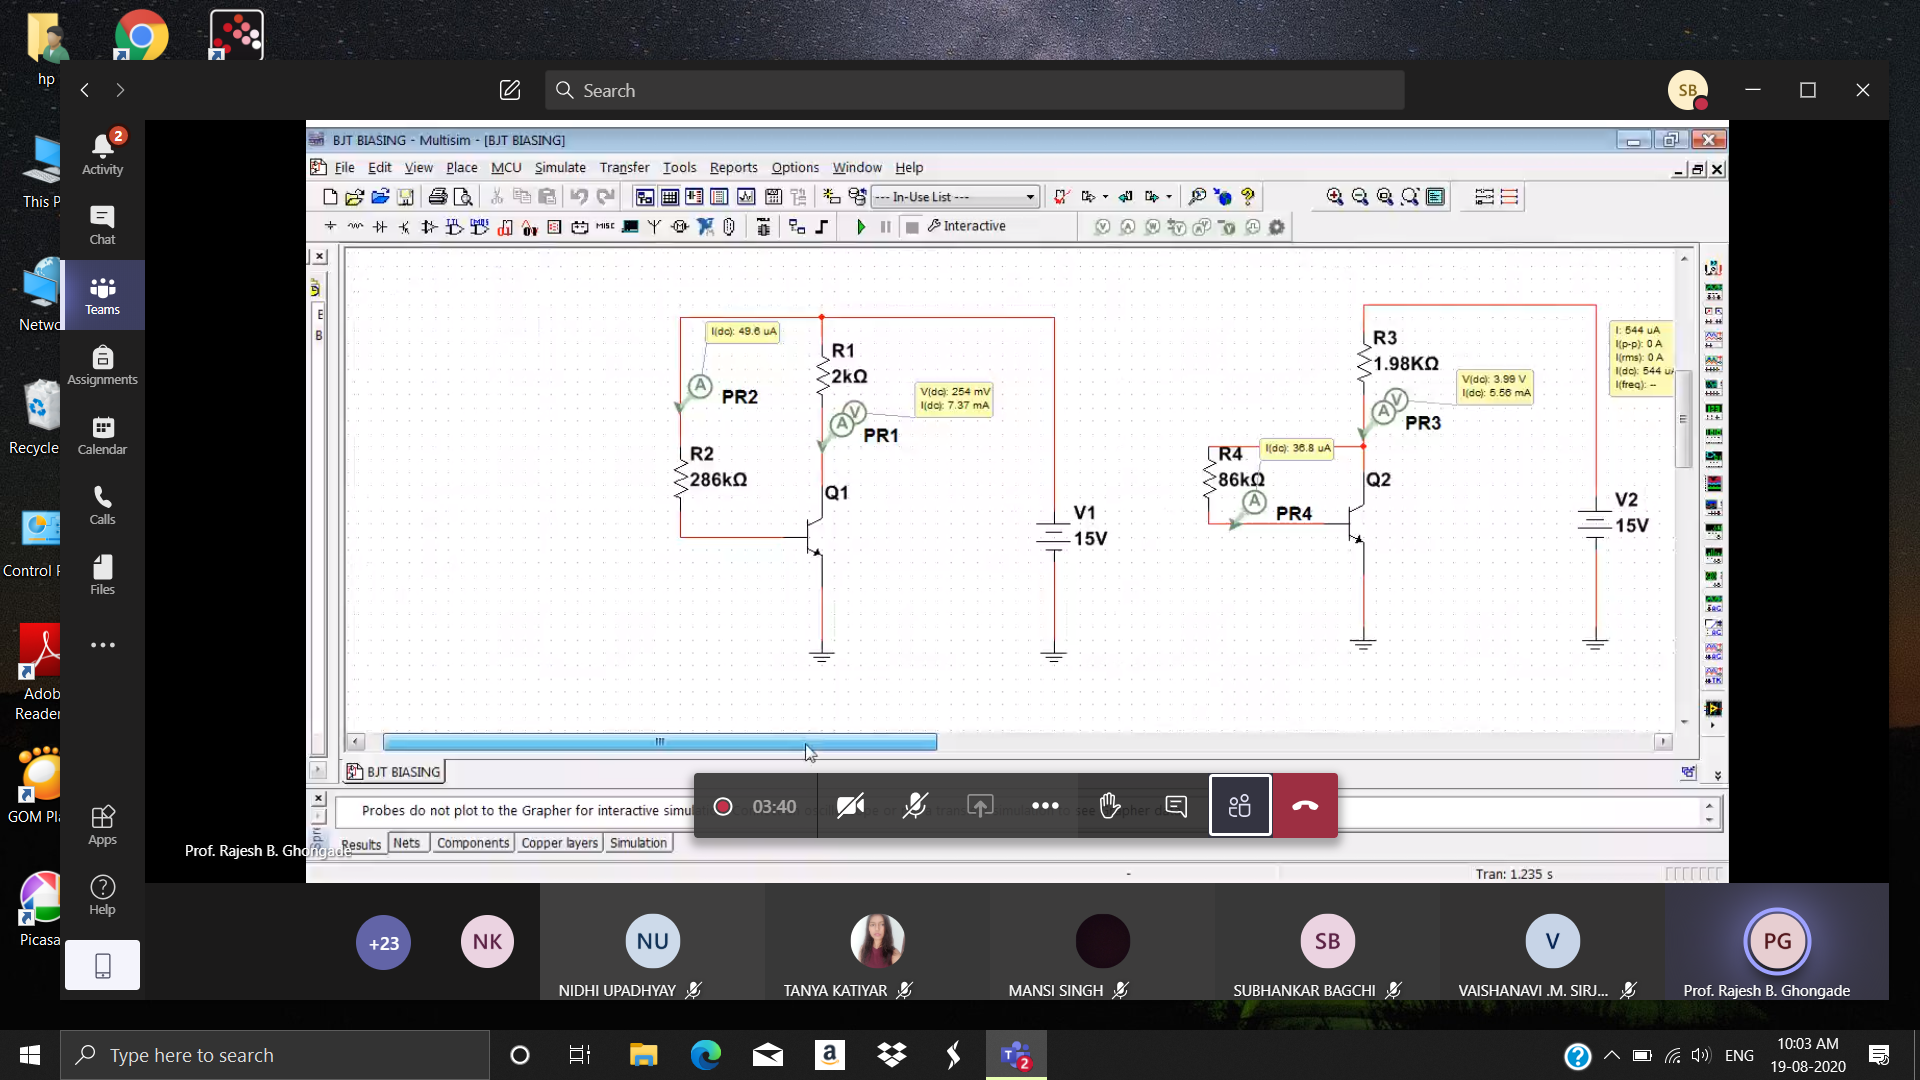 hp
This P
Netwo
Recycle
Control P
Adob
Reader
GOM Pl
Picasa
Search
SB
2
Activity
Chat
Teams
Assignments
Calendar
Calls
Files
Apps
Help
BJT BIASING - Multisim - [BJT BIASING]
File Edit View Place MCU Simulate Transfer Tools Reports Options Window Help
--- In-Use List ---
MISC
Interactive
E
B
I(dc): 49.6 uA
PR2
R1
2kΩ
V(dc): 254 mV
I(dc): 7.37 mA
PR1
R2
286kΩ
Q1
V1
15V
R3
1.98KΩ
V(dc): 3.99 V
I(dc): 5.56 mA
PR3
I: 544 uA
I(p-p): 0 A
I(rms): 0 A
I(dc): 544 uA
I(freq): --
R4
86kΩ
I(dc): 36.8 uA
PR4
Q2
V2
15V
BJT BIASING
Probes do not plot to the Grapher for interactive simula
03:40
Results Nets Components Copper layers Simulation
Tran: 1.235 s
Prof. Rajesh B. Ghongade
+23
NK
NU
NIDHI UPADHYAY
TANYA KATIYAR
MANSI SINGH
SB
SUBHANKAR BAGCHI
V
VAISHANAVI .M. SIRJ...
PG
Prof. Rajesh B. Ghongade
Type here to search
2
ENG
10:03 AM
19-08-2020